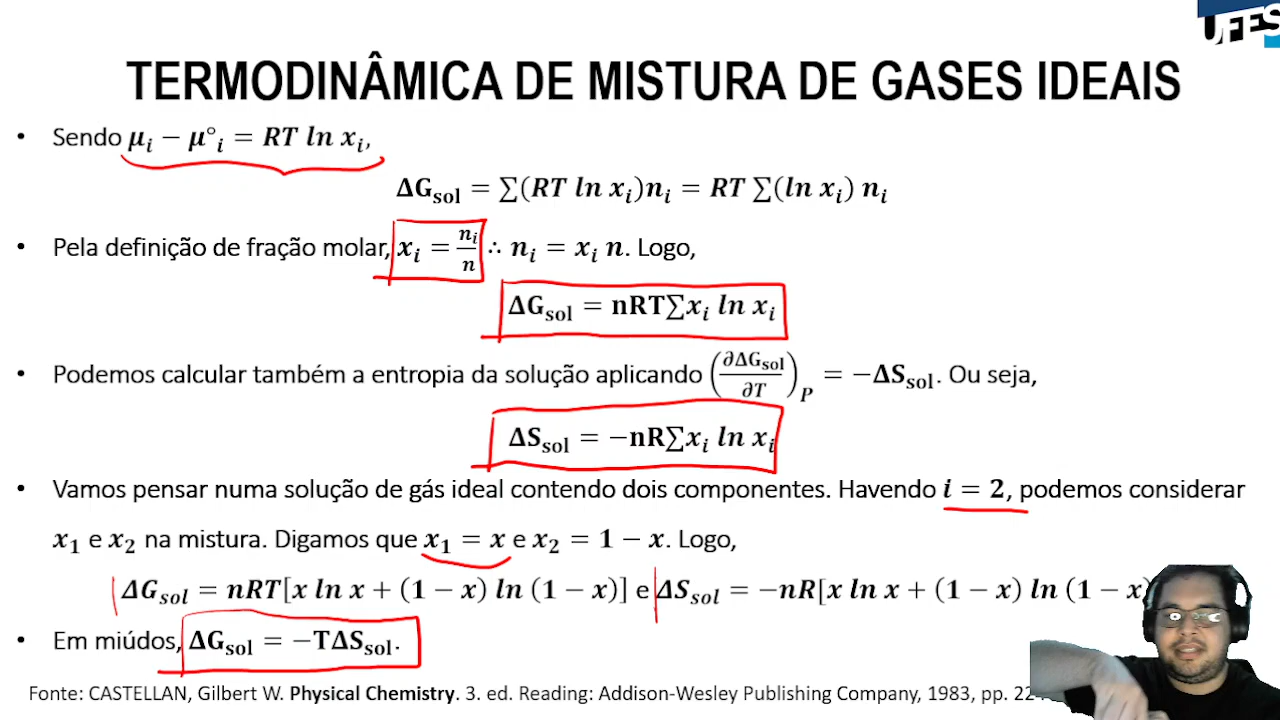 UFES
TERMODINÂMICA DE MISTURA DE GASES IDEAIS
• Sendo μᵢ − μ°ᵢ = RT ln xᵢ,
ΔG_sol = ∑(RT ln xᵢ)nᵢ = RT ∑(ln xᵢ) nᵢ
• Pela definição de fração molar, xᵢ = nᵢ/n ∴ nᵢ = xᵢ n. Logo,
ΔG_sol = nRT∑xᵢ ln xᵢ
• Podemos calcular também a entropia da solução aplicando (∂ΔG_sol/∂T)_P = −ΔS_sol. Ou seja,
ΔS_sol = −nR∑xᵢ ln xᵢ
• Vamos pensar numa solução de gás ideal contendo dois componentes. Havendo i = 2, podemos considerar
x₁ e x₂ na mistura. Digamos que x₁ = x e x₂ = 1 − x. Logo,
ΔG_sol = nRT[x ln x + (1 − x) ln (1 − x)] e ΔS_sol = −nR[x ln x + (1 − x) ln (1 − x)
• Em miúdos, ΔG_sol = −TΔS_sol.
Fonte: CASTELLAN, Gilbert W. Physical Chemistry. 3. ed. Reading: Addison-Wesley Publishing Company, 1983, pp.